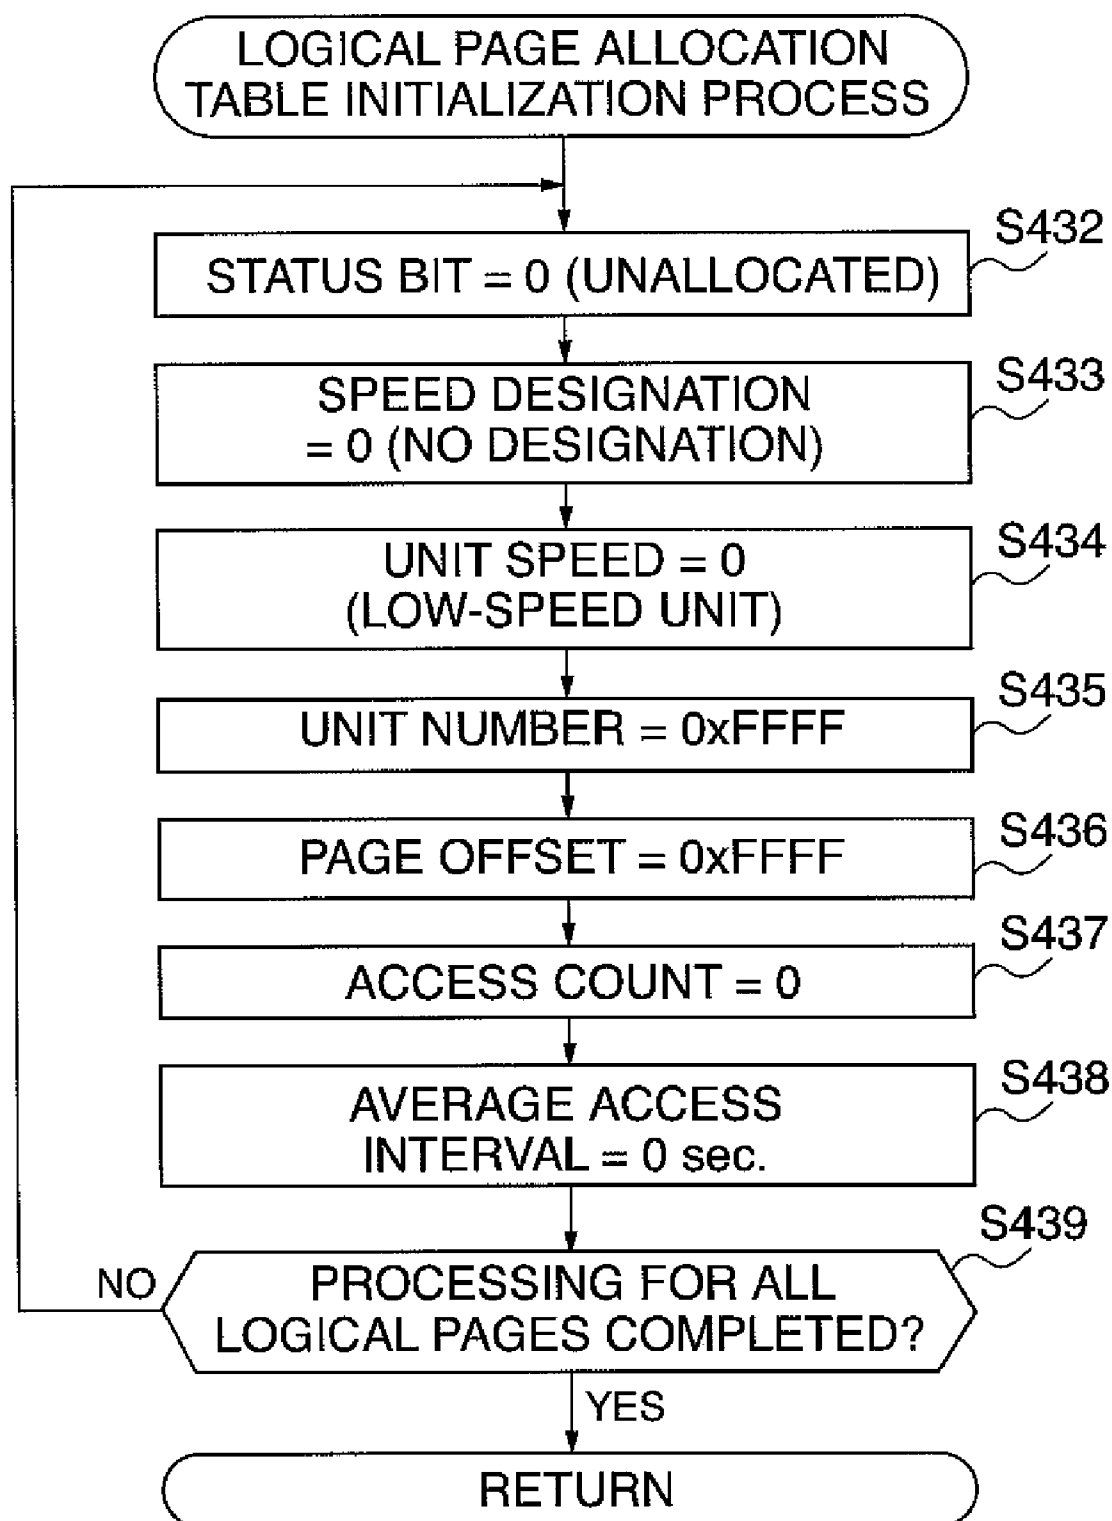 LOGICAL PAGE ALLOCATION
TABLE INITIALIZATION PROCESS
S432
STATUS BIT = 0 (UNALLOCATED)
S433
SPEED DESIGNATION
= 0 (NO DESIGNATION)
S434
UNIT SPEED = 0
(LOW-SPEED UNIT)
S435
UNIT NUMBER = 0xFFFF
S436
PAGE OFFSET = 0xFFFF
S437
ACCESS COUNT = 0
S438
AVERAGE ACCESS
INTERVAL = 0 sec.
S439
NO
PROCESSING FOR ALL
LOGICAL PAGES COMPLETED?
YES
RETURN